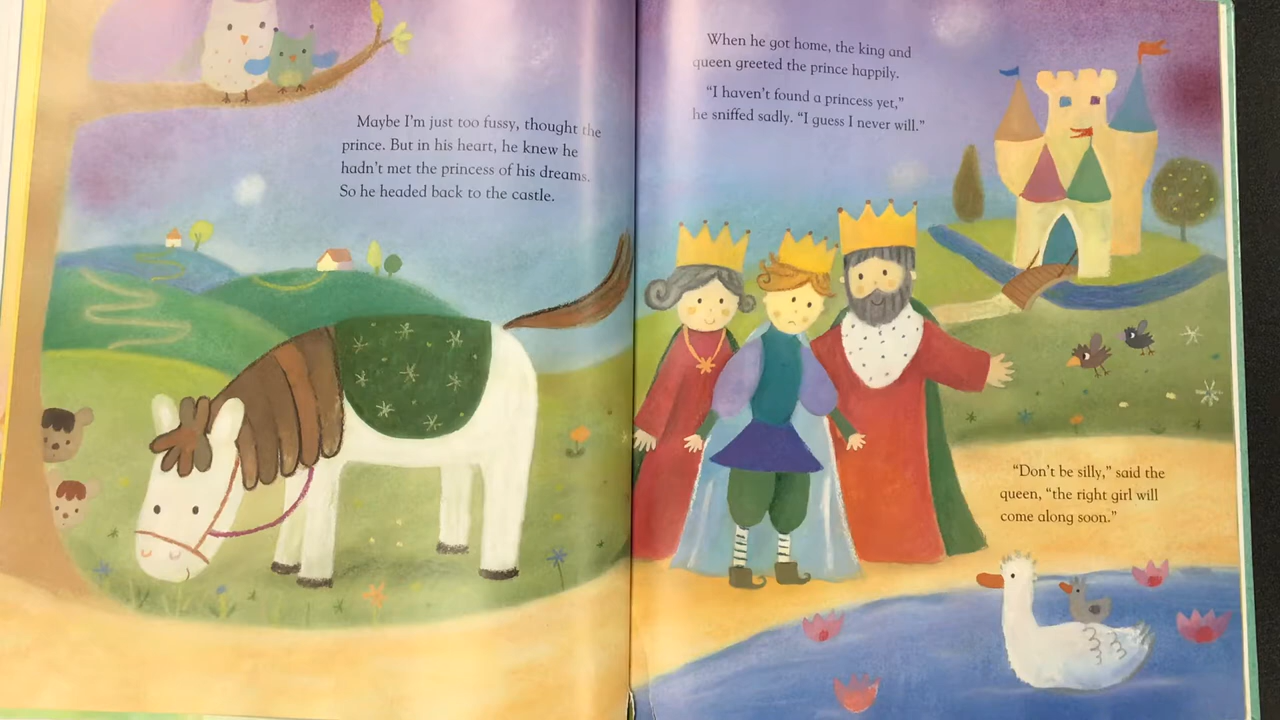 Maybe I'm just too fussy, thought the
prince. But in his heart, he knew he
hadn't met the princess of his dreams.
So he headed back to the castle.
When he got home, the king and
queen greeted the prince happily.
“I haven't found a princess yet,”
he sniffed sadly. “I guess I never will.”
“Don't be silly,” said the
queen, “the right girl will
come along soon.”